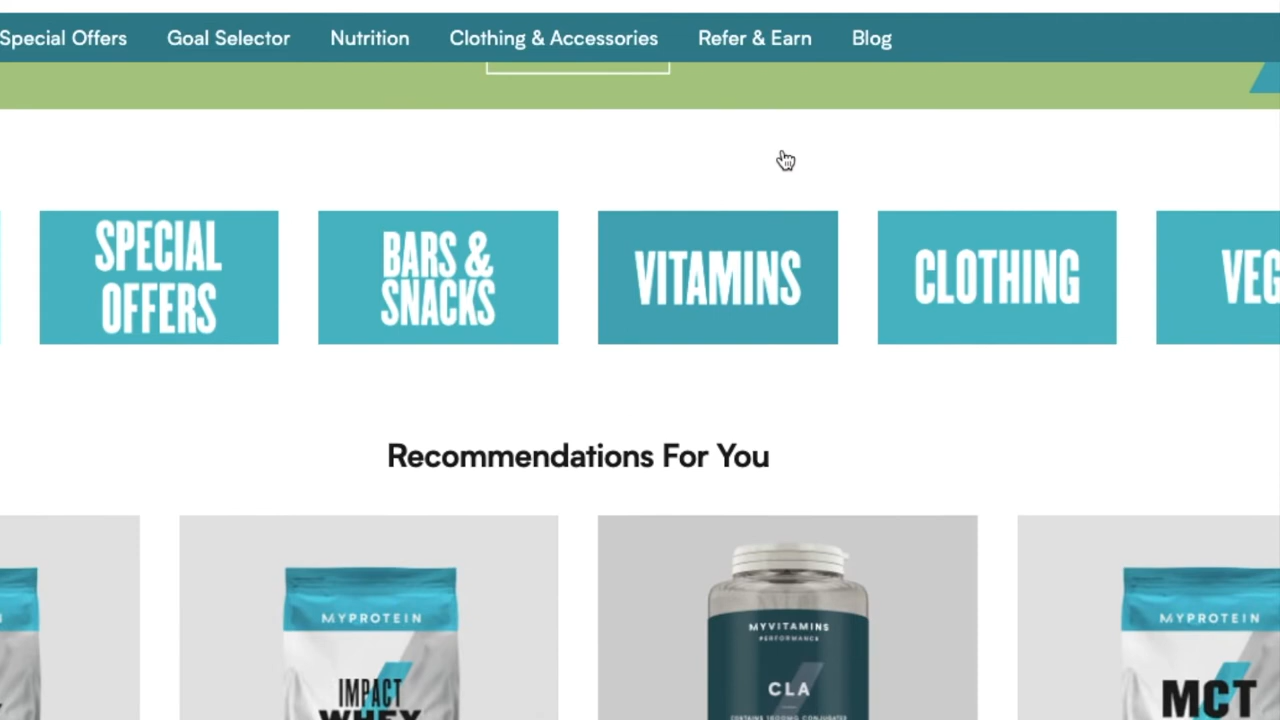 Special Offers Goal Selector Nutrition Clothing & Accessories Refer & Earn Blog
SPECIAL
OFFERS
BARS &
SNACKS
VITAMINS
CLOTHING
VEG
Recommendations For You
MYPROTEIN
IMPACT
WHEY
MYVITAMINS
PERFORMANCE
CLA
MYPROTEIN
MCT